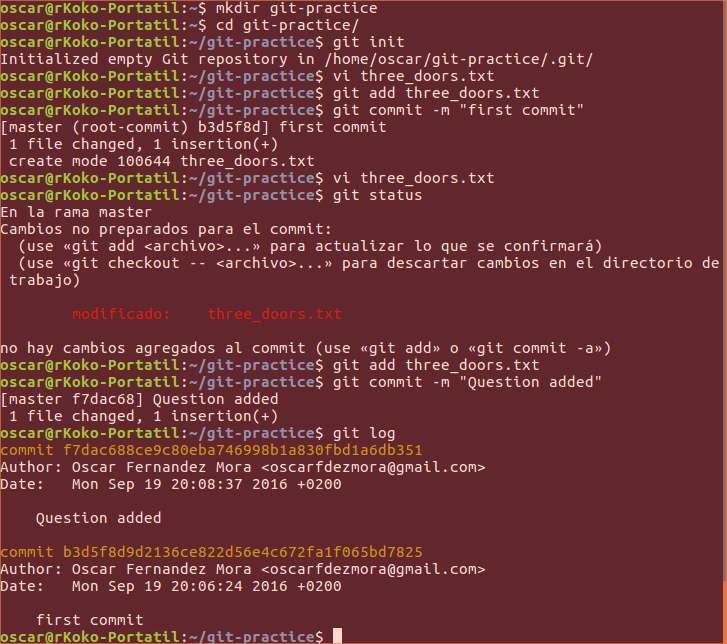 oscar@rKoko-Portatil:~$ mkdir git-practice
oscar@rKoko-Portatil:~$ cd git-practice/
oscar@rKoko-Portatil:~/git-practice$ git init
Initialized empty Git repository in /home/oscar/git-practice/.git/
oscar@rKoko-Portatil:~/git-practice$ vi three_doors.txt
oscar@rKoko-Portatil:~/git-practice$ git add three_doors.txt
oscar@rKoko-Portatil:~/git-practice$ git commit -m "first commit"
[master (root-commit) b3d5f8d] first commit
 1 file changed, 1 insertion(+)
 create mode 100644 three_doors.txt
oscar@rKoko-Portatil:~/git-practice$ vi three_doors.txt
oscar@rKoko-Portatil:~/git-practice$ git status
En la rama master
Cambios no preparados para el commit:
  (use «git add <archivo>...» para actualizar lo que se confirmará)
  (use «git checkout -- <archivo>...» para descartar cambios en el directorio de
 trabajo)
        modificado:    three_doors.txt
no hay cambios agregados al commit (use «git add» o «git commit -a»)
oscar@rKoko-Portatil:~/git-practice$ git add three_doors.txt
oscar@rKoko-Portatil:~/git-practice$ git commit -m "Question added"
[master f7dac68] Question added
 1 file changed, 1 insertion(+)
oscar@rKoko-Portatil:~/git-practice$ git log
commit f7dac688ce9c80eba746998b1a830fbd1a6db351
Author: Oscar Fernandez Mora <oscarfdezmora@gmail.com>
Date:   Mon Sep 19 20:08:37 2016 +0200
    Question added
commit b3d5f8d9d2136ce822d56e4c672fa1f065bd7825
Author: Oscar Fernandez Mora <oscarfdezmora@gmail.com>
Date:   Mon Sep 19 20:06:24 2016 +0200
    first commit
oscar@rKoko-Portatil:~/git-practice$